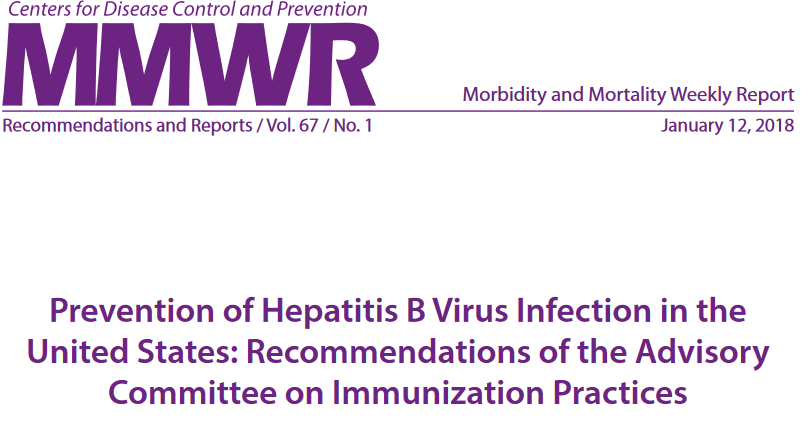 Centers for Disease Control and Prevention
MMWR
Morbidity and Mortality Weekly Report
Recommendations and Reports / Vol. 67 / No. 1
January 12, 2018
Prevention of Hepatitis B Virus Infection in the
United States: Recommendations of the Advisory
Committee on Immunization Practices